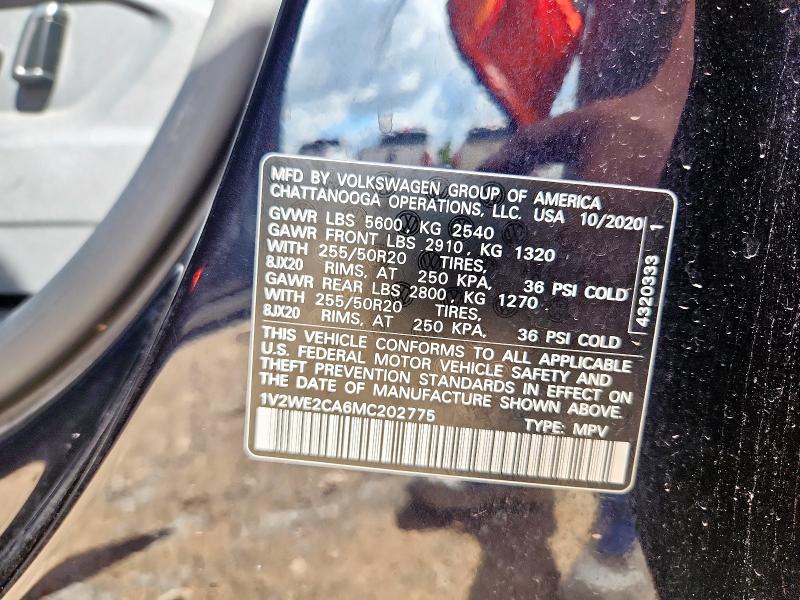 MFD BY VOLKSWAGEN GROUP OF AMERICA
CHATTANOOGA OPERATIONS, LLC. USA 10/2020
GVWR LBS 5600, KG 2540
GAWR FRONT LBS 2910, KG 1320
WITH 255/50R20 TIRES,
8JX20 RIMS, AT 250 KPA, 36 PSI COLD
GAWR REAR LBS 2800, KG 1270
WITH 255/50R20 TIRES,
8JX20 RIMS, AT 250 KPA, 36 PSI COLD
4320333 1
THIS VEHICLE CONFORMS TO ALL APPLICABLE
U.S. FEDERAL MOTOR VEHICLE SAFETY AND
THEFT PREVENTION STANDARDS IN EFFECT ON
THE DATE OF MANUFACTURE SHOWN ABOVE.
1V2WE2CA6MC202775 TYPE: MPV